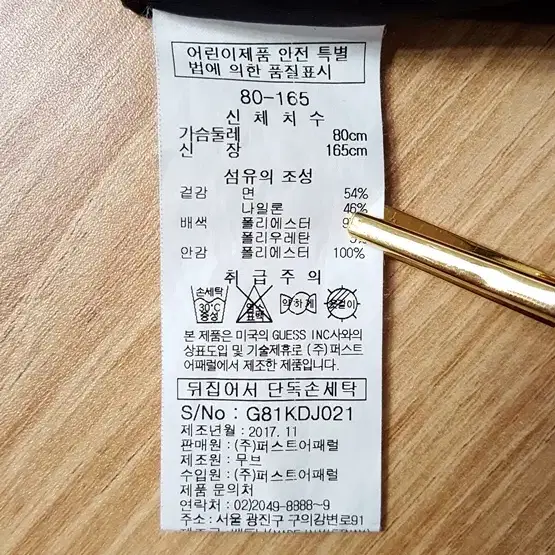 어린이제품 안전 특별
법에 의한 품질표시
80-165
신 체 치 수
가슴둘레 80cm
신 장 165cm
섬유의 조성
겉감 면 54%
나일론 46%
배색 폴리에스터
폴리우레탄
안감 폴리에스터 100%
취 급 주 의
손세탁
30℃
중성
염소
표백
약하게
옷걸이
본 제품은 미국의 GUESS INC사와의
상표도입 및 기술제휴로 (주)퍼스트
어패럴에서 제조한 제품입니다.
뒤집어서 단독손세탁
S/No : G81KDJ021
제조년월 : 2017. 11
판매원 : (주)퍼스트어패럴
제조원 : 무브
수입원 : (주)퍼스트어패럴
제품 문의처
연락처 : 02)2049-8888~9
주소 : 서울 광진구 구의강변로91